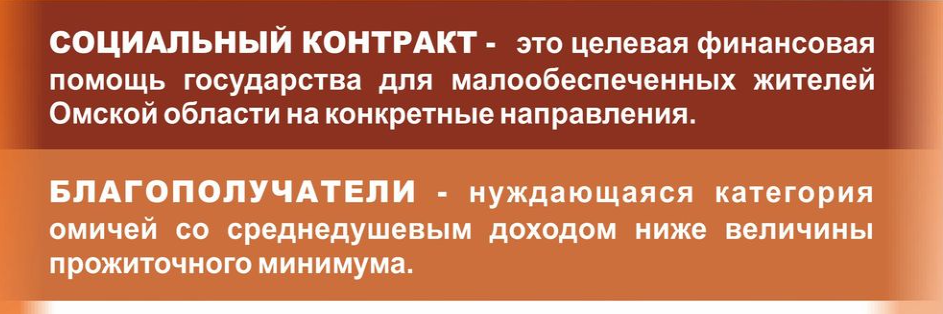 СОЦИАЛЬНЫЙ КОНТРАКТ - это целевая финансовая
помощь государства для малообеспеченных жителей
Омской области на конкретные направления.
БЛАГОПОЛУЧАТЕЛИ - нуждающаяся категория
омичей со среднедушевым доходом ниже величины
прожиточного минимума.